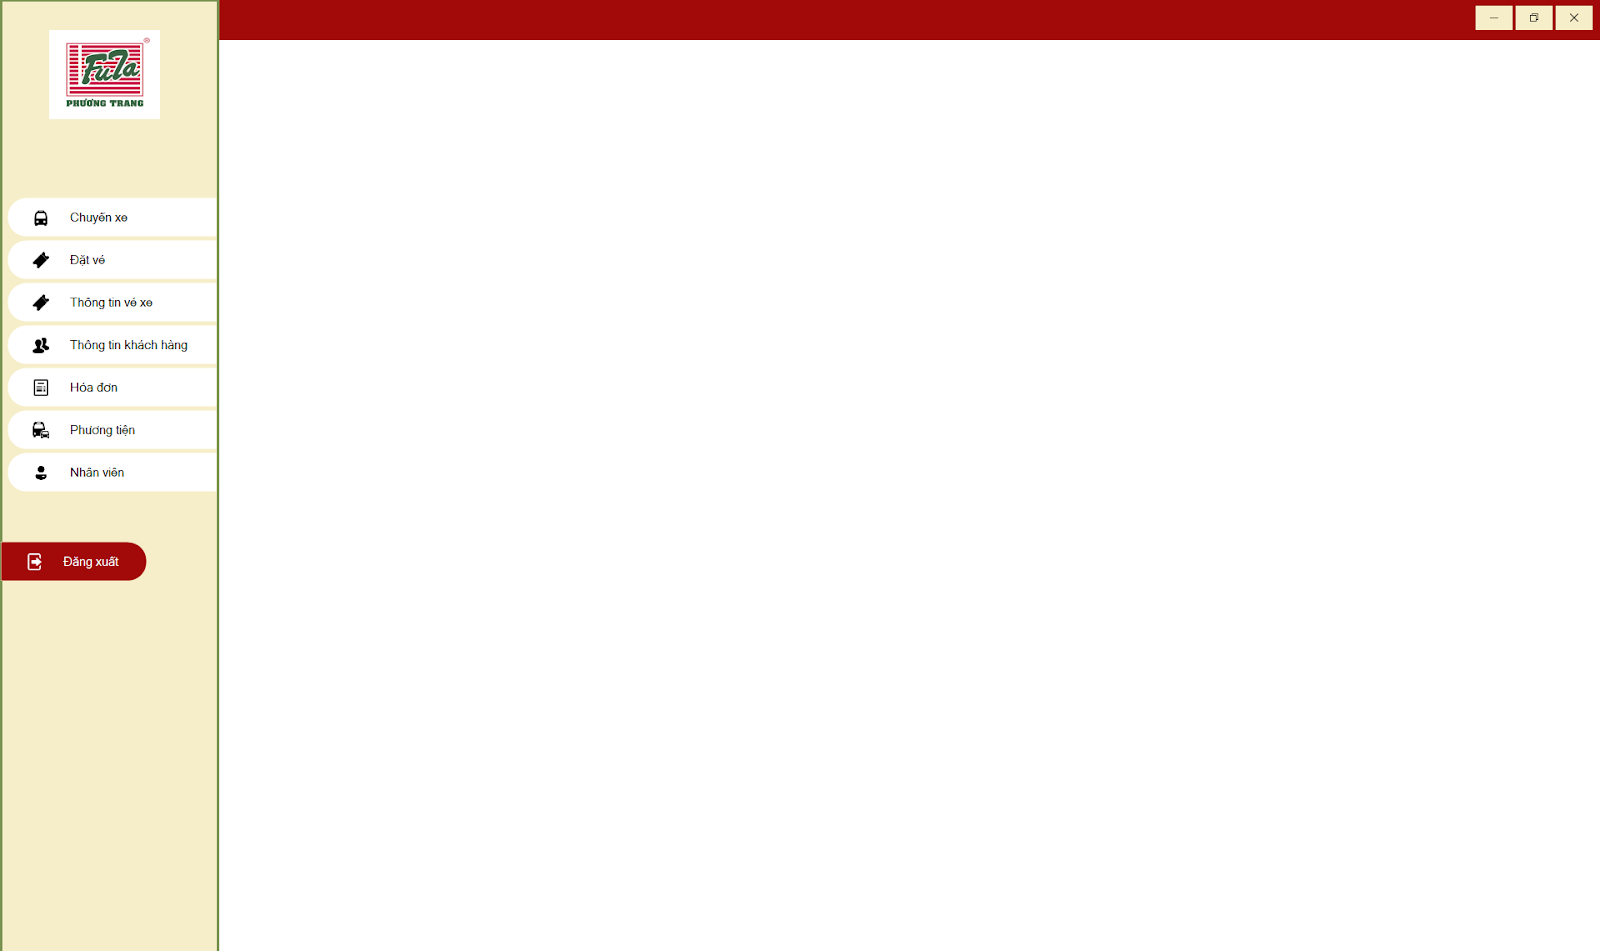 FuTa
®
PHƯƠNG TRANG
Chuyến xe
Đặt vé
Thông tin vé xe
Thông tin khách hàng
Hóa đơn
Phương tiện
Nhân viên
Đăng xuất